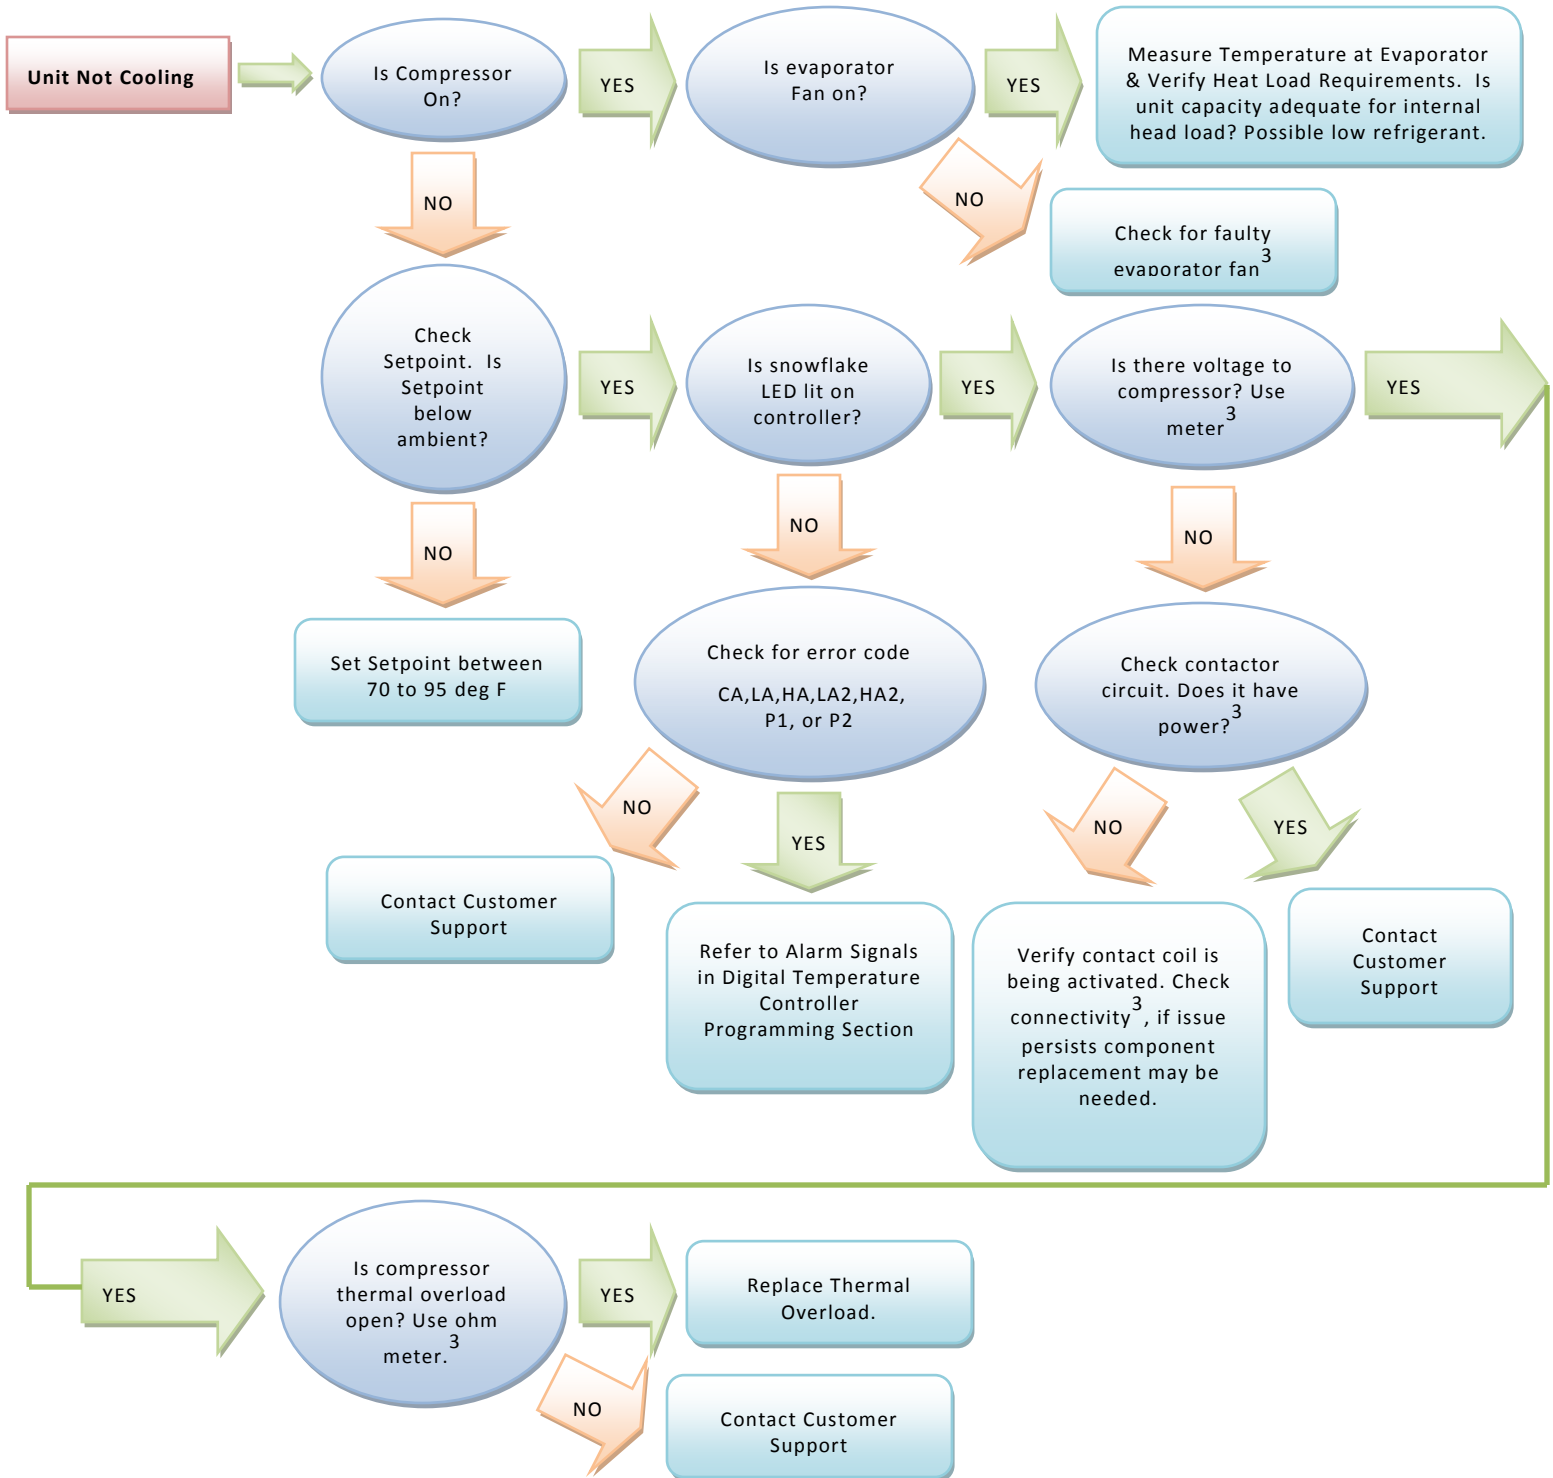 Unit Not Cooling
Is Compressor
On?
YES
Is evaporator
Fan on?
YES
Measure Temperature at Evaporator
& Verify Heat Load Requirements. Is
unit capacity adequate for internal
head load? Possible low refrigerant.
NO
NO
Check for faulty
evaporator fan3
Check
Setpoint. Is
Setpoint
below
ambient?
YES
Is snowflake
LED lit on
controller?
YES
Is there voltage to
compressor? Use
meter3
YES
NO
NO
NO
Set Setpoint between
70 to 95 deg F
Check for error code
CA,LA,HA,LA2,HA2,
P1, or P2
Check contactor
circuit. Does it have
power?3
NO
YES
NO
YES
Contact Customer
Support
Refer to Alarm Signals
in Digital Temperature
Controller
Programming Section
Verify contact coil is
being activated. Check
connectivity3, if issue
persists component
replacement may be
needed.
Contact
Customer
Support
YES
Is compressor
thermal overload
open? Use ohm
meter.3
YES
Replace Thermal
Overload.
NO
Contact Customer
Support